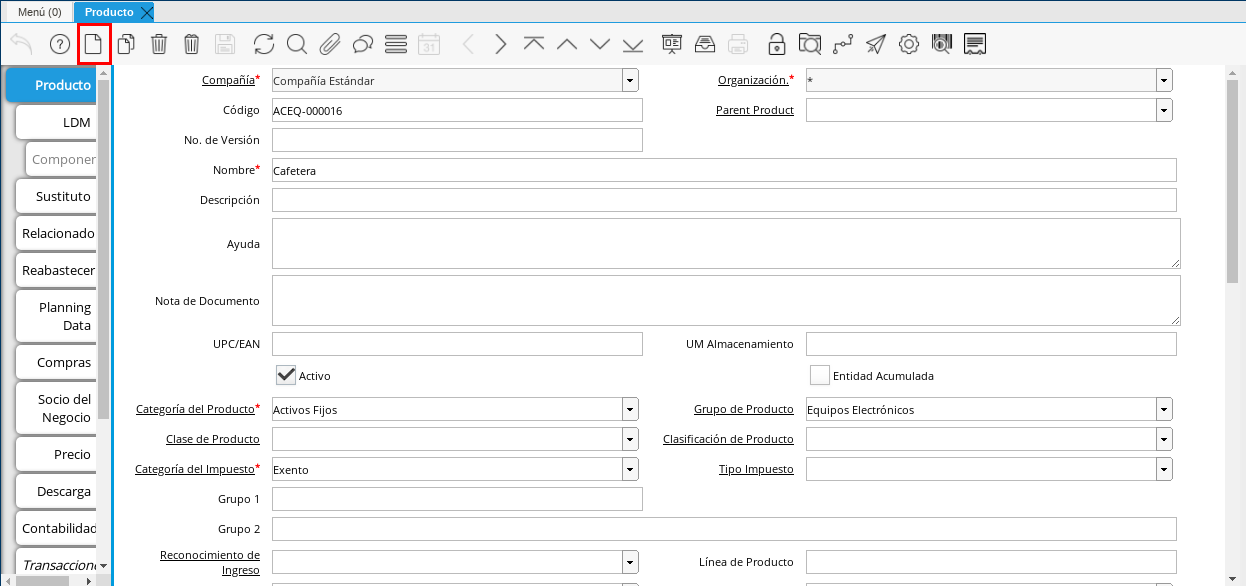 Menú (0)
Producto
31
Producto
LDM
Componen
Sustituto
Relacionado
Reabastecer
Planning
Data
Compras
Socio del
Negocio
Precio
Descarga
Contabilidad
Transaccione
Compañía* Compañía Estándar Organización.* *
Código ACEQ-000016 Parent Product
No. de Versión
Nombre* Cafetera
Descripción
Ayuda
Nota de Documento
UPC/EAN UM Almacenamiento
Activo Entidad Acumulada
Categoría del Producto* Activos Fijos Grupo de Producto Equipos Electrónicos
Clase de Producto Clasificación de Producto
Categoría del Impuesto* Exento Tipo Impuesto
Grupo 1
Grupo 2
Reconocimiento de
Ingreso Línea de Producto